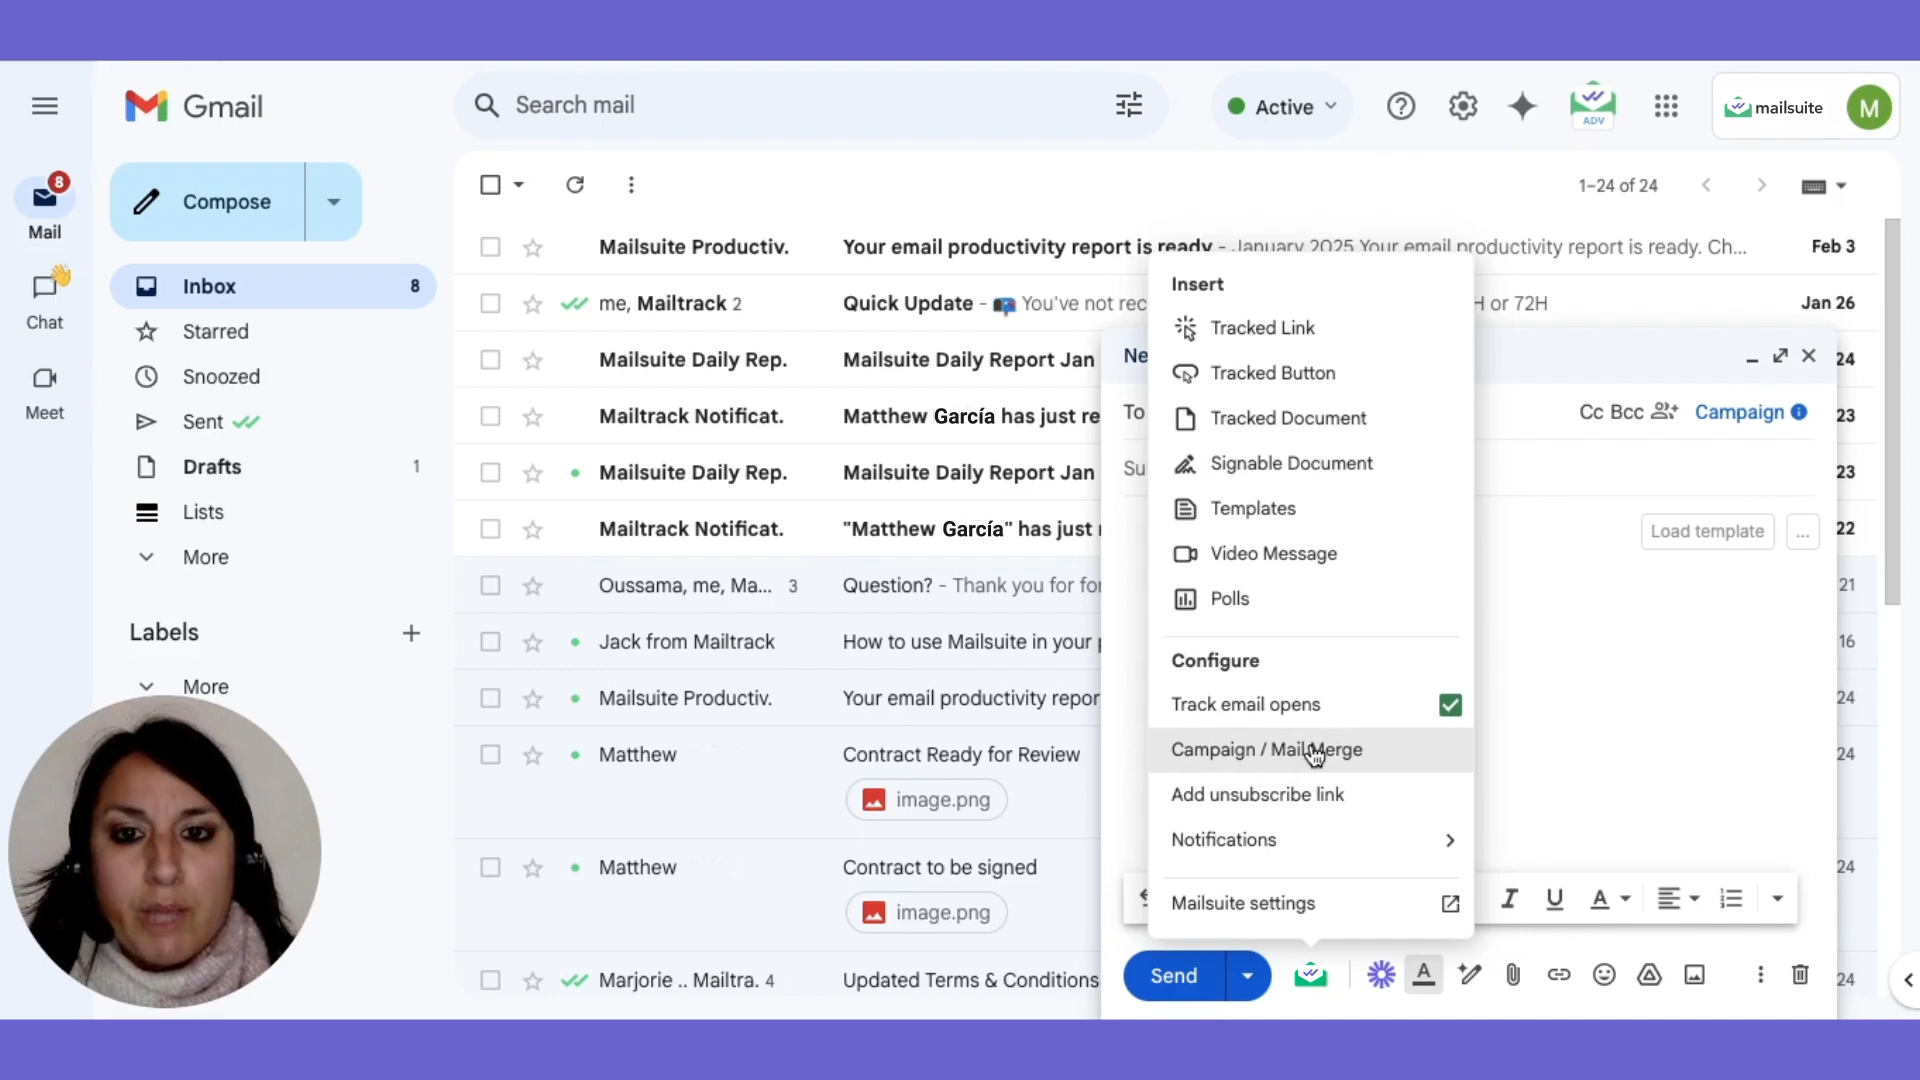 Gmail
Search mail
Active
ADV
mailsuite
M
8
Mail
Chat
Meet
Compose
Inbox 8
Starred
Snoozed
Sent
Drafts 1
Lists
More
Labels
More
1–24 of 24
Mailsuite Productiv. Your email productivity report is ready - January 2025 Your email productivity report is ready. Ch... Feb 3
me, Mailtrack 2 Quick Update - You've not rec H or 72H Jan 26
Mailsuite Daily Rep. Mailsuite Daily Report Jan 24
Mailtrack Notificat. Matthew García has just re 23
Mailsuite Daily Rep. Mailsuite Daily Report Jan 23
Mailtrack Notificat. "Matthew García" has just 22
Oussama, me, Ma... 3 Question? - Thank you for for 21
Jack from Mailtrack How to use Mailsuite in your 16
Mailsuite Productiv. Your email productivity repor 24
Matthew Contract Ready for Review 24
image.png
Matthew Contract to be signed 24
image.png
Marjorie .. Mailtra. 4 Updated Terms & Conditions 24
Ne
To
Cc Bcc Campaign
Su
Load template ...
Insert
Tracked Link
Tracked Button
Tracked Document
Signable Document
Templates
Video Message
Polls
Configure
Track email opens
Campaign / Mail Merge
Add unsubscribe link
Notifications
Mailsuite settings
Send